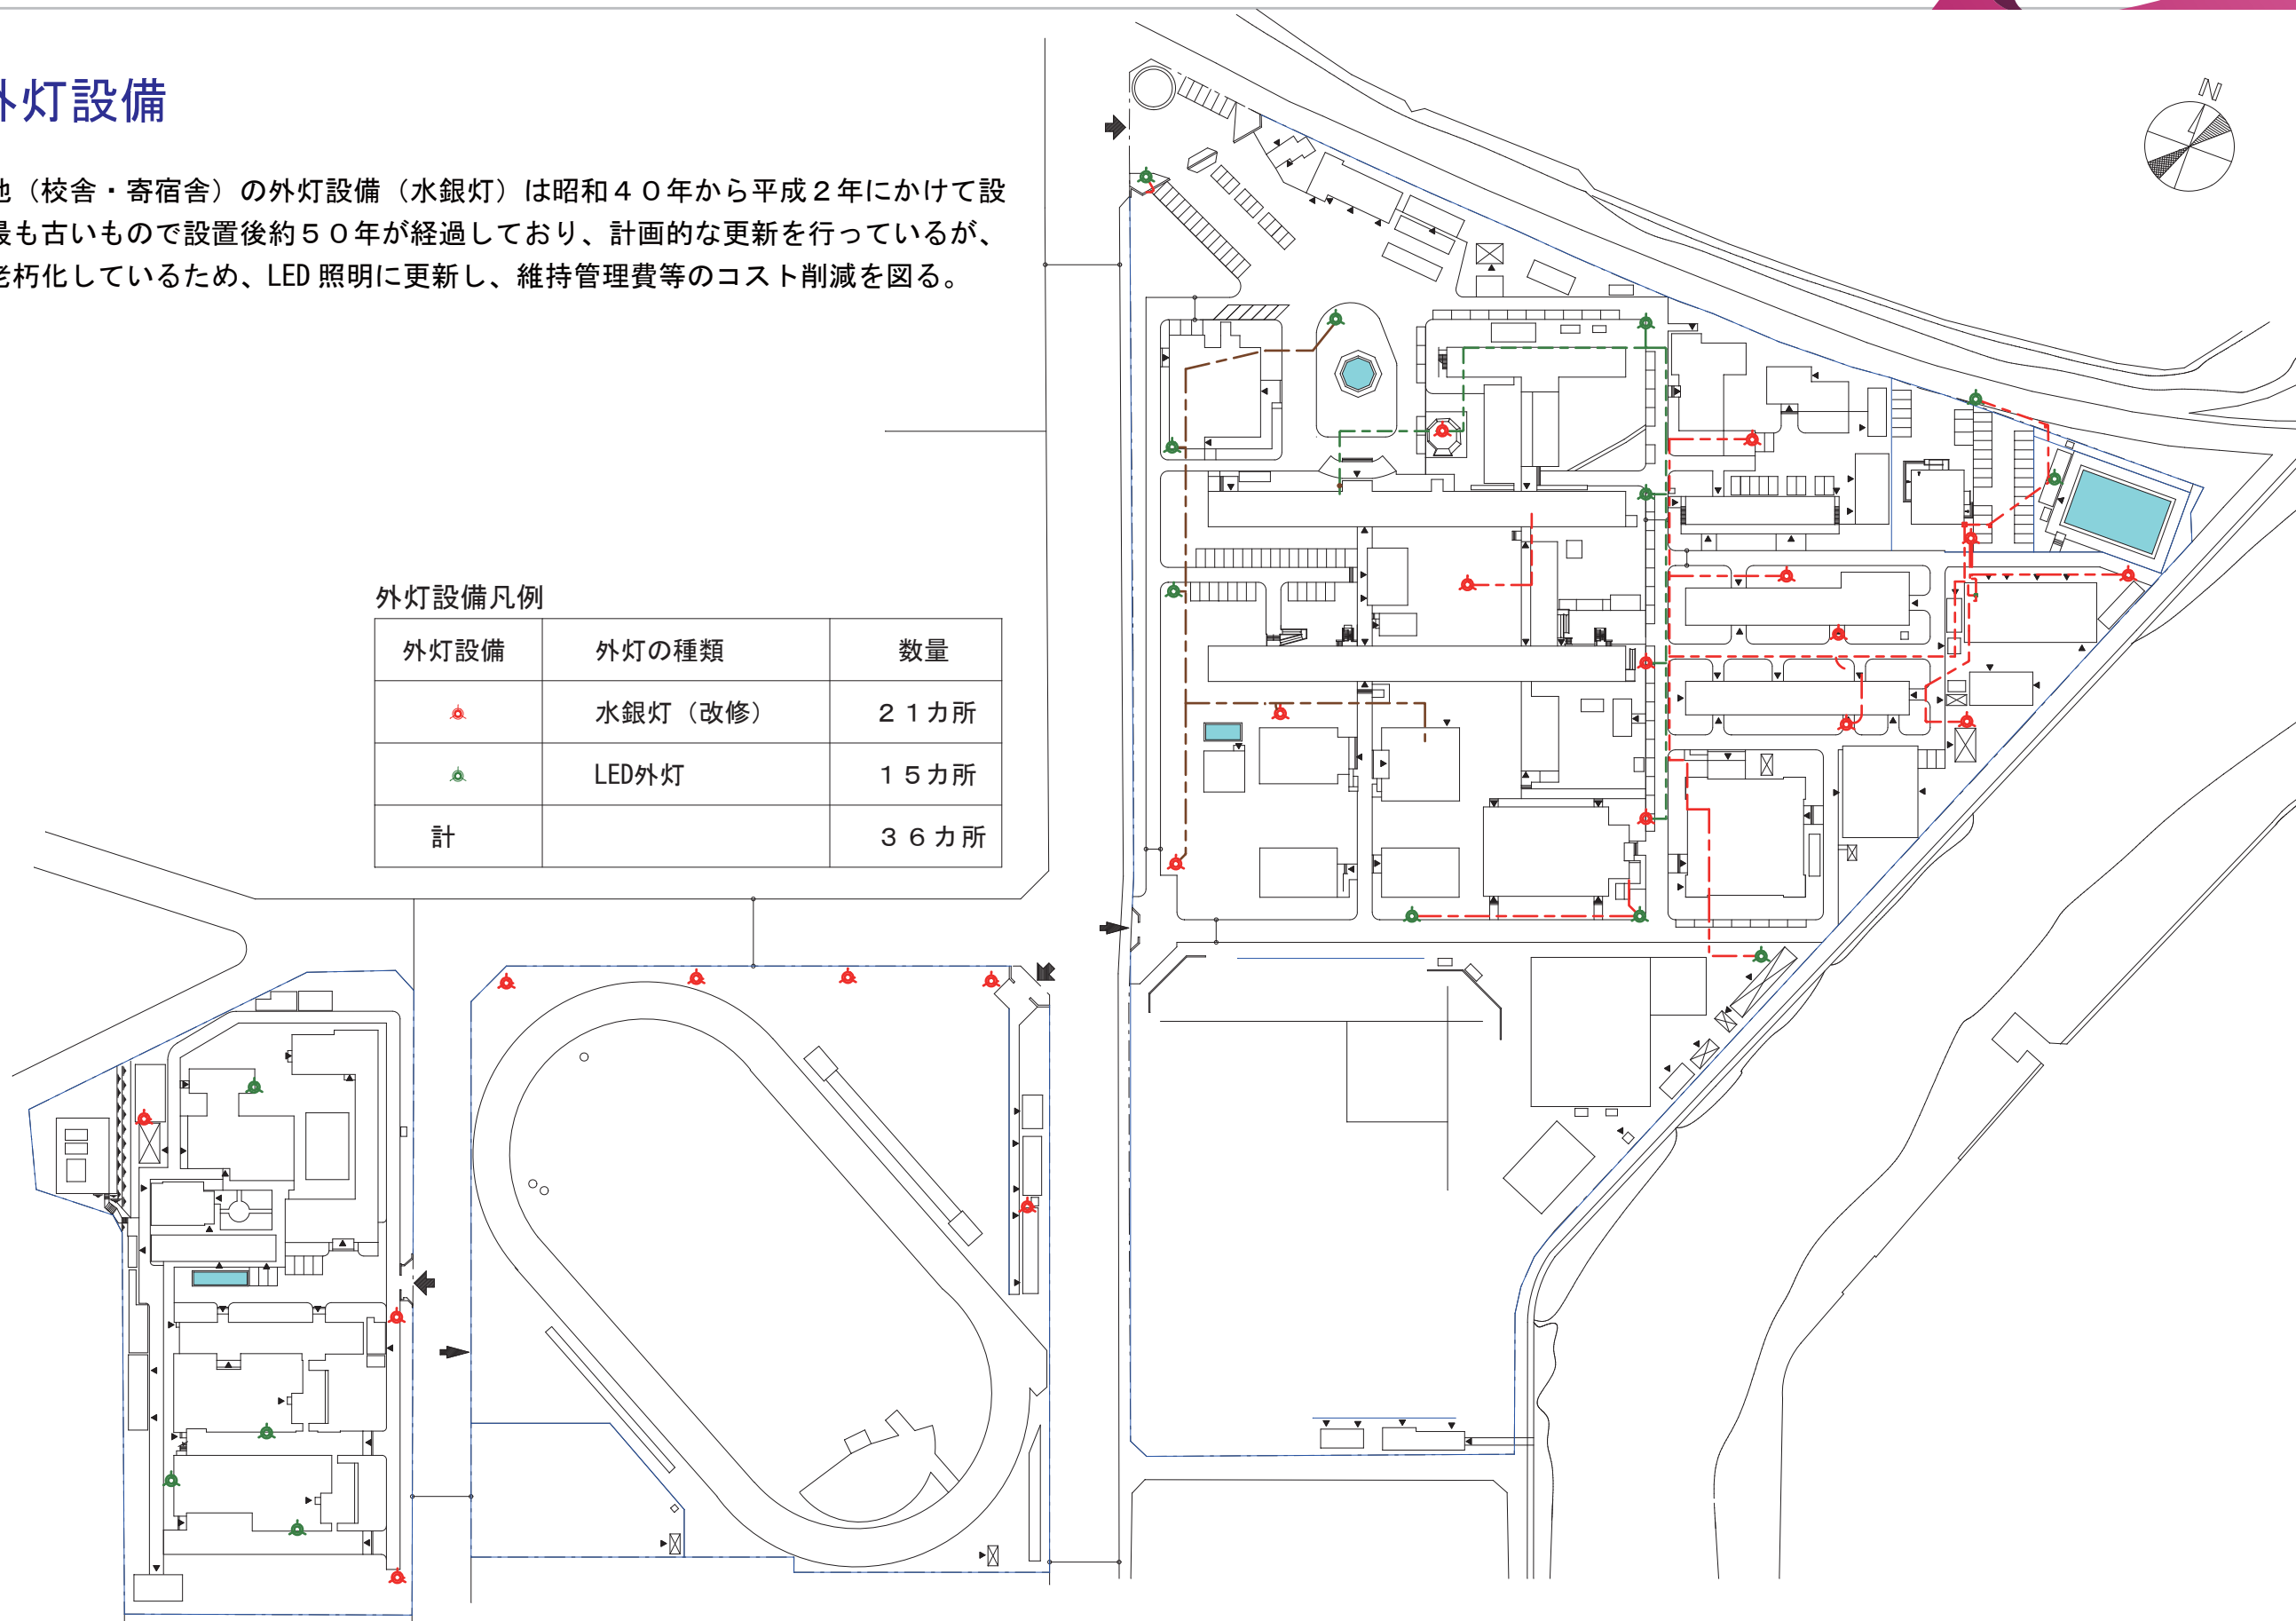 外灯設備
地（校舎・寄宿舎）の外灯設備（水銀灯）は昭和４０年から平成２年にかけて設
最も古いもので設置後約５０年が経過しており、計画的な更新を行っているが、
老朽化しているため、LED 照明に更新し、維持管理費等のコスト削減を図る。
N
外灯設備凡例
外灯設備 外灯の種類 数量
水銀灯（改修） ２１カ所
LED外灯 １５カ所
計 ３６カ所